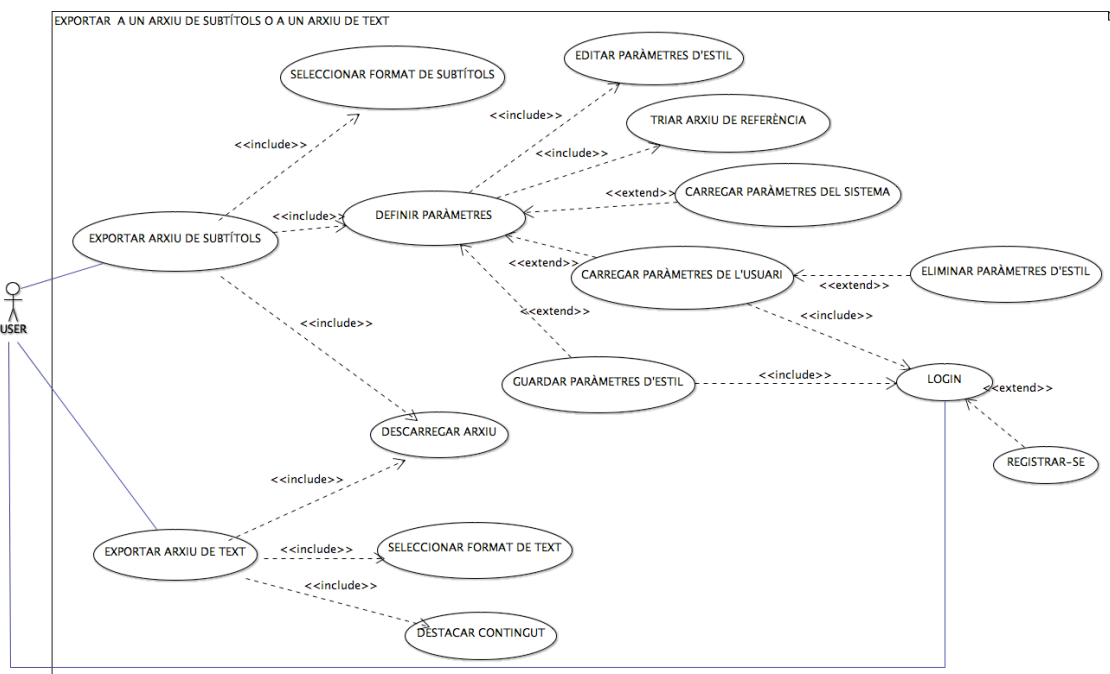 EXPORTAR A UN ARXIU DE SUBTÍTOLS O A UN ARXIU DE TEXT
EDITAR PARÀMETRES D'ESTIL
SELECCIONAR FORMAT DE SUBTÍTOLS
<<include>>
TRIAR ARXIU DE REFERÈNCIA
<<include>>
<<include>>
<<extend>>
CARREGAR PARÀMETRES DEL SISTEMA
DEFINIR PARÀMETRES
<<include>>
EXPORTAR ARXIU DE SUBTÍTOLS
<<extend>>
CARREGAR PARÀMETRES DE L'USUARI
ELIMINAR PARÀMETRES D'ESTIL
<<extend>>
USER
<<include>>
<<extend>>
<<include>>
GUARDAR PARÀMETRES D'ESTIL
<<include>>
LOGIN
<<extend>>
DESCARREGAR ARXIU
REGISTRAR-SE
<<include>>
EXPORTAR ARXIU DE TEXT
<<include>>
SELECCIONAR FORMAT DE TEXT
<<include>>
DESTACAR CONTINGUT